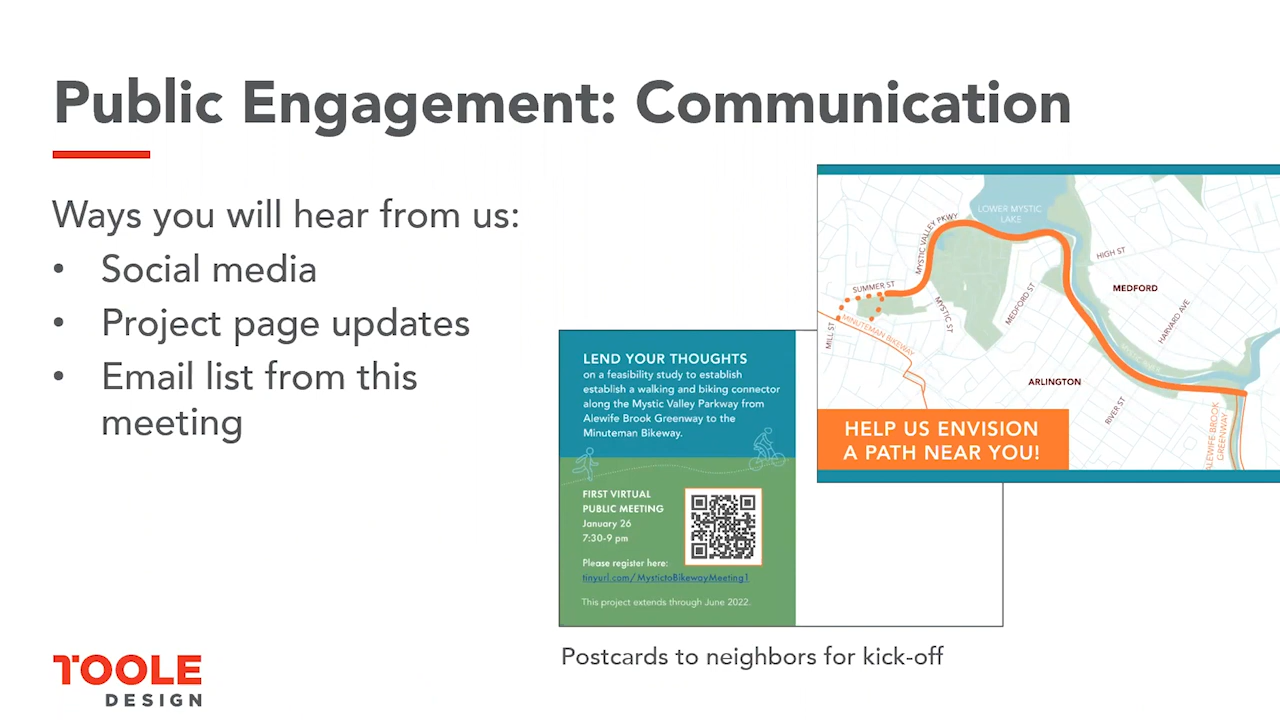 Public Engagement: Communication
Ways you will hear from us:
• Social media
• Project page updates
• Email list from this
meeting
LEND YOUR THOUGHTS
on a feasibility study to establish
establish a walking and biking connector
along the Mystic Valley Parkway from
Alewife Brook Greenway to the
Minuteman Bikeway.
FIRST VIRTUAL
PUBLIC MEETING
January 26
7:30-9 pm
Please register here:
tinyurl.com/MystictoBikewayMeeting1
This project extends through June 2022.
LOWER MYSTIC
LAKE
MYSTIC VALLEY PKWY
HIGH ST
SUMMER ST
MEDFORD
MEDFORD ST
MYSTIC ST
HARVARD AVE
MILL ST
MINUTEMAN BIKEWAY
MYSTIC RIVER
ARLINGTON
RIVER ST
ALEWIFE BROOK
GREENWAY
HELP US ENVISION
A PATH NEAR YOU!
Postcards to neighbors for kick-off
TOOLE
DESIGN